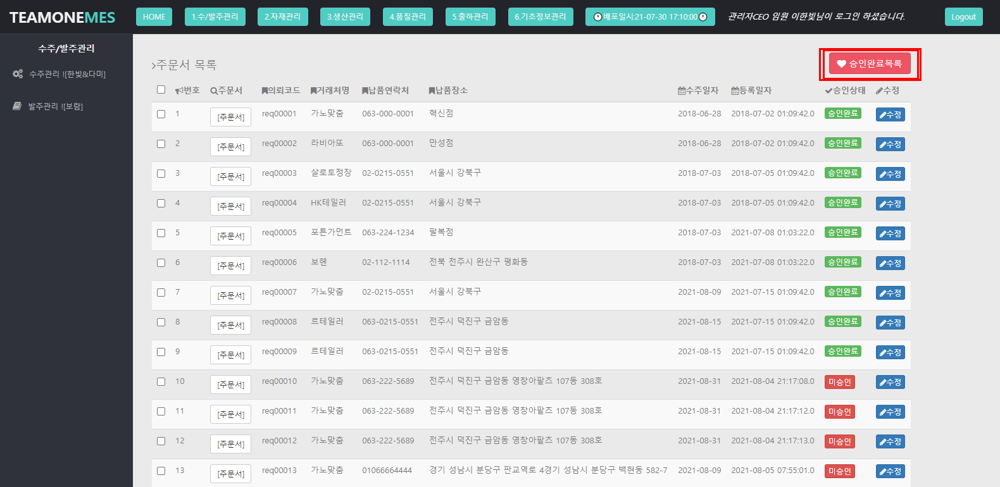 TEAMONEMES HOME 1.수/발주관리 2.자재관리 3.생산관리 4.품질관리 5.출하관리 6.기초정보관리 배포일시:21-07-30 17:10:00 관리자CEO 임원 이한빛님이 로그인 하셨습니다. Logout
수주/발주관리
수주관리 ![한빛&다미]
발주관리 ![보람]
>주문서 목록
승인완료목록
번호 주문서 의뢰코드 거래처명 납품연락처 납품장소 수주일자 등록일자 승인상태 수정
1 [주문서] req00001 가노맞춤 063-000-0001 혁신점 2018-06-28 2018-07-02 01:09:42.0 승인완료 수정
2 [주문서] req00002 라비아또 063-000-0001 만성점 2018-06-28 2018-07-02 01:09:42.0 승인완료 수정
3 [주문서] req00003 살로토정장 02-0215-0551 서울시 강북구 2018-07-03 2018-07-05 01:09:42.0 승인완료 수정
4 [주문서] req00004 HK테일러 02-0215-0551 서울시 강북구 2018-07-03 2018-07-05 01:09:42.0 승인완료 수정
5 [주문서] req00005 포튼가먼트 063-224-1234 팔복점 2018-07-03 2021-07-08 01:03:22.0 승인완료 수정
6 [주문서] req00006 보헨 02-112-1114 전북 전주시 완산구 평화동 2018-07-03 2021-07-08 01:03:22.0 승인완료 수정
7 [주문서] req00007 가노맞춤 02-0215-0551 서울시 강북구 2021-08-09 2021-07-15 01:09:42.0 승인완료 수정
8 [주문서] req00008 르테일러 063-0215-0551 전주시 덕진구 금암동 2021-08-15 2021-07-15 01:09:42.0 승인완료 수정
9 [주문서] req00009 르테일러 063-0215-0551 전주시 덕진구 금암동 2021-08-15 2021-07-15 01:09:42.0 승인완료 수정
10 [주문서] req00010 가노맞춤 063-222-5689 전주시 덕진구 금암동 영창아팥츠 107동 308호 2021-08-31 2021-08-04 21:17:08.0 미승인 수정
11 [주문서] req00011 가노맞춤 063-222-5689 전주시 덕진구 금암동 영창아팥츠 107동 308호 2021-08-31 2021-08-04 21:17:12.0 미승인 수정
12 [주문서] req00012 가노맞춤 063-222-5689 전주시 덕진구 금암동 영창아팥츠 107동 308호 2021-08-31 2021-08-04 21:17:13.0 미승인 수정
13 [주문서] req00013 가노맞춤 01066664444 경기 성남시 분당구 판교역로 4경기 성남시 분당구 백현동 582-7 2021-08-09 2021-08-05 07:55:01.0 미승인 수정